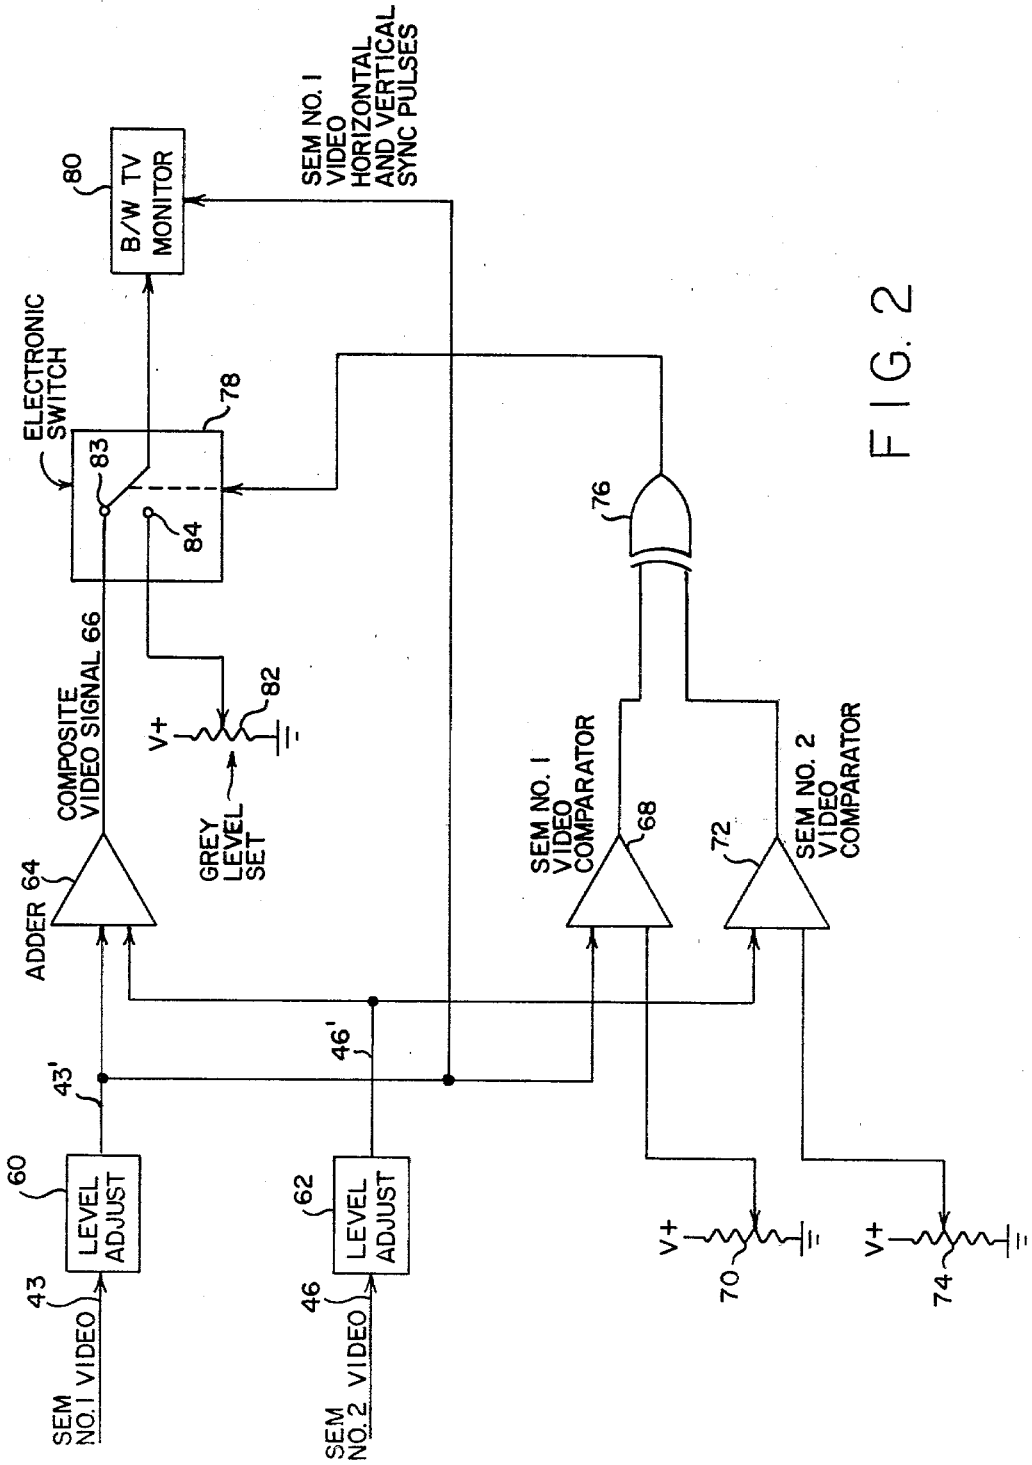 SEM
NO. 1 VIDEO
43
60
LEVEL
ADJUST
43'
ADDER 64
COMPOSITE
VIDEO SIGNAL 66
ELECTRONIC
SWITCH
83
84
78
80
B/W TV
MONITOR
V+
82
GREY
LEVEL
SET
SEM NO. 1
VIDEO
HORIZONTAL
AND VERTICAL
SYNC PULSES
SEM
NO. 2 VIDEO
46
62
LEVEL
ADJUST
46'
SEM NO. 1
VIDEO
COMPARATOR
68
76
72
SEM NO. 2
VIDEO
COMPARATOR
V+
70
V+
74
FIG. 2